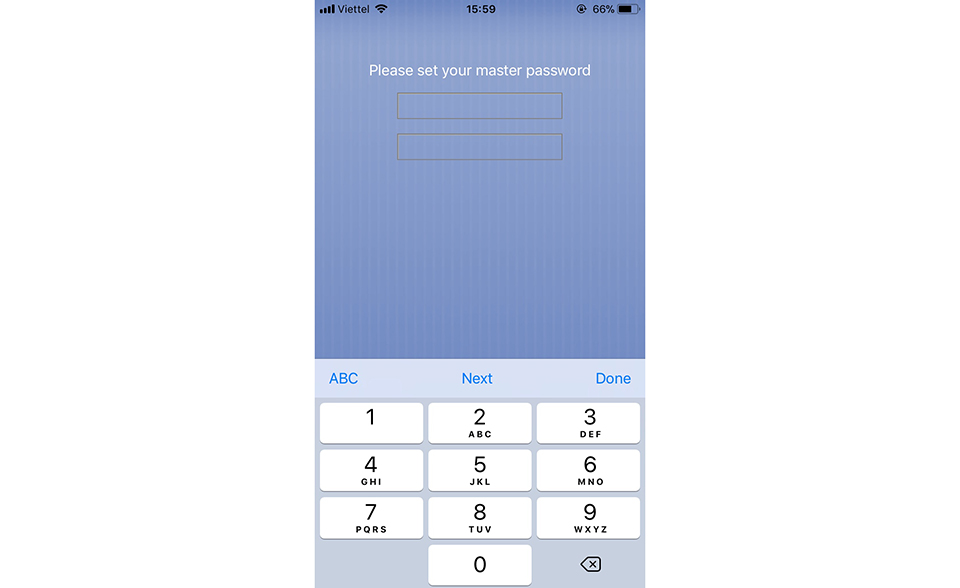 Viettel 15:59 66%
Please set your master password
ABC Next Done
1 2 3
ABC DEF
4 5 6
GHI JKL MNO
7 8 9
PQRS TUV WXYZ
0